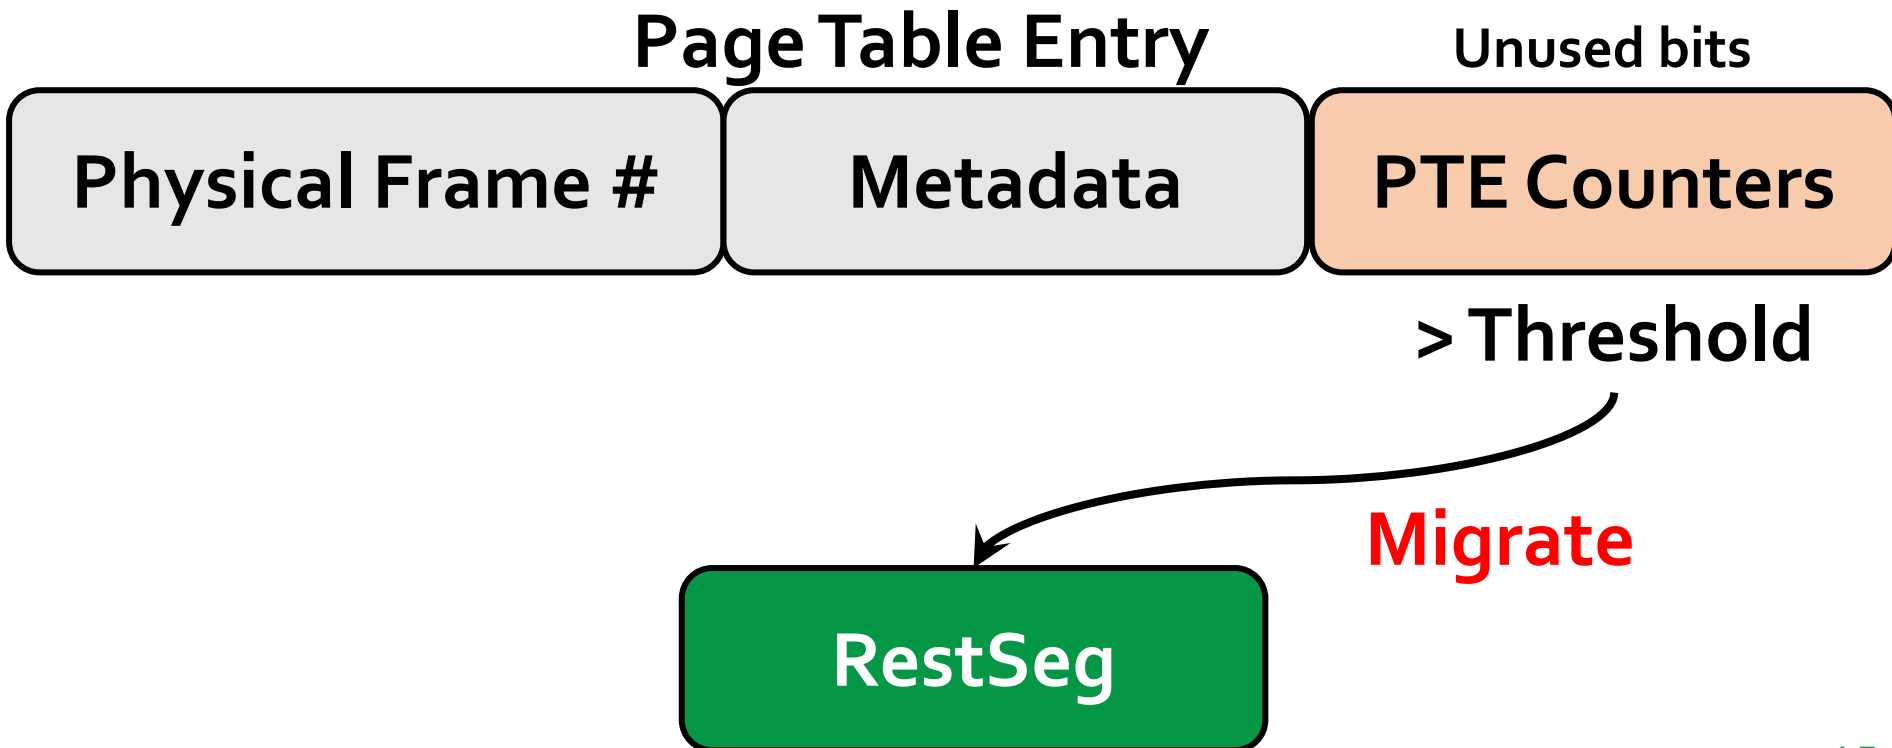 Page Table Entry
Unused bits
Physical Frame #
Metadata
PTE Counters
> Threshold
Migrate
RestSeg